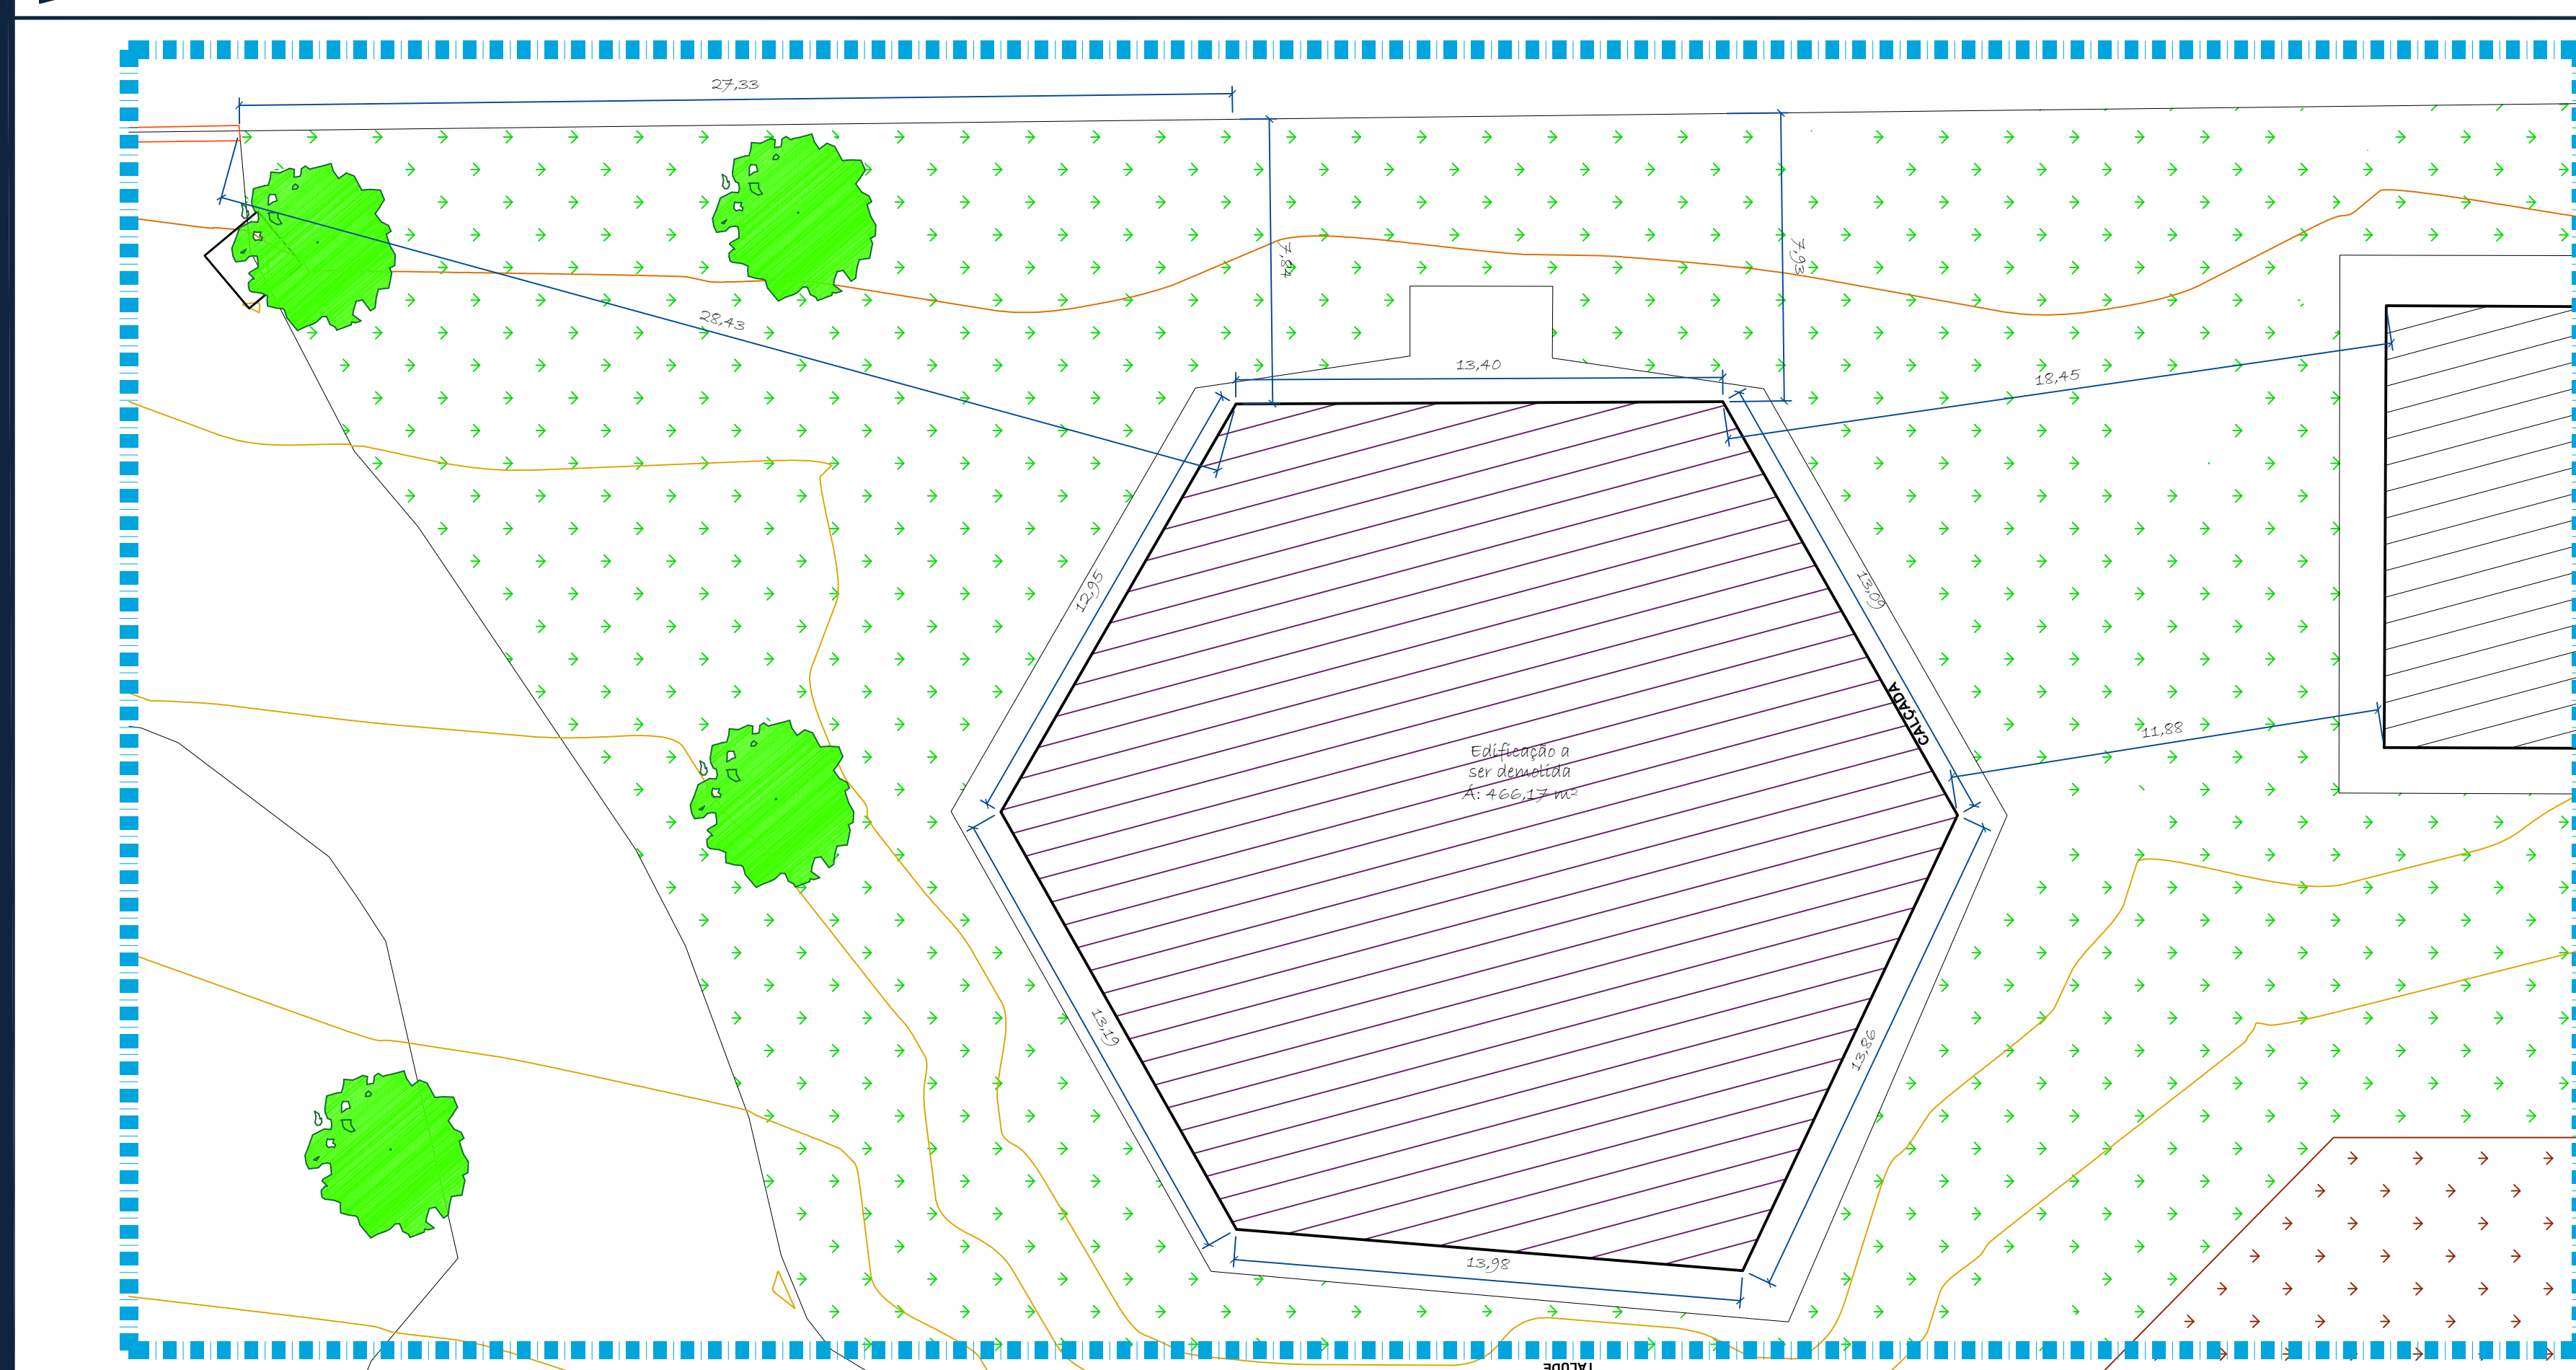 27,33
7,84
7,93
28,43
13,40
18,45
12,95
13,09
CALÇADA
11,88
Edificação a
ser demolida
Á: 466,17 m²
13,19
13,86
13,98
TALUDE